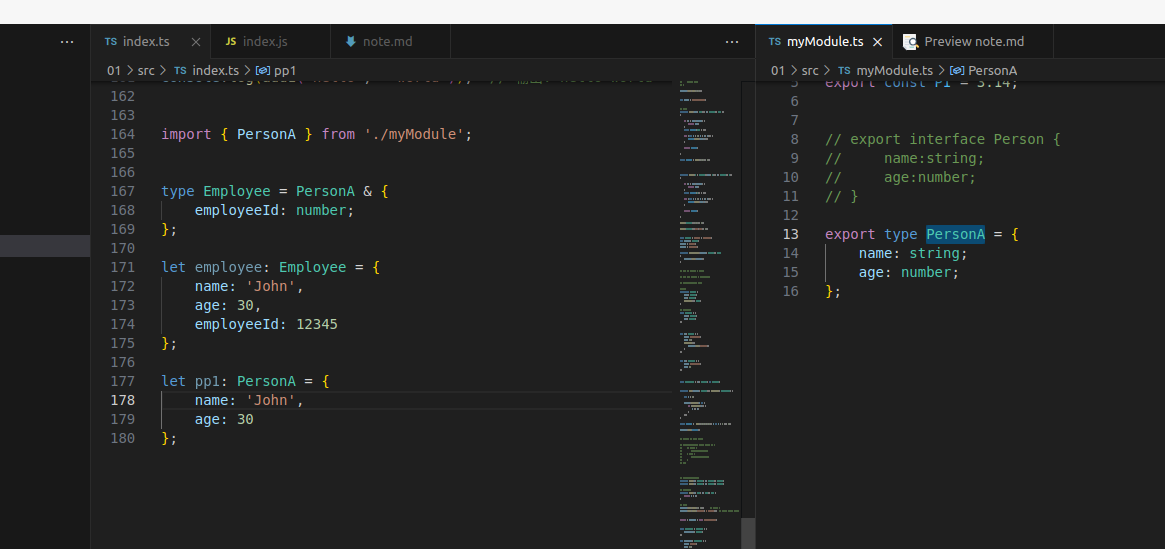 TS index.ts
JS index.js
note.md
TS myModule.ts
Preview note.md
01 > src > TS index.ts > pp1
01 > src > TS myModule.ts > PersonA
162
163
164 import { PersonA } from './myModule';
165
166
167 type Employee = PersonA & {
168 employeeId: number;
169 };
170
171 let employee: Employee = {
172 name: 'John',
173 age: 30,
174 employeeId: 12345
175 };
176
177 let pp1: PersonA = {
178 name: 'John',
179 age: 30
180 };
5 export const PI = 3.14;
6
7
8 // export interface Person {
9 // name:string;
10 // age:number;
11 // }
12
13 export type PersonA = {
14 name: string;
15 age: number;
16 };